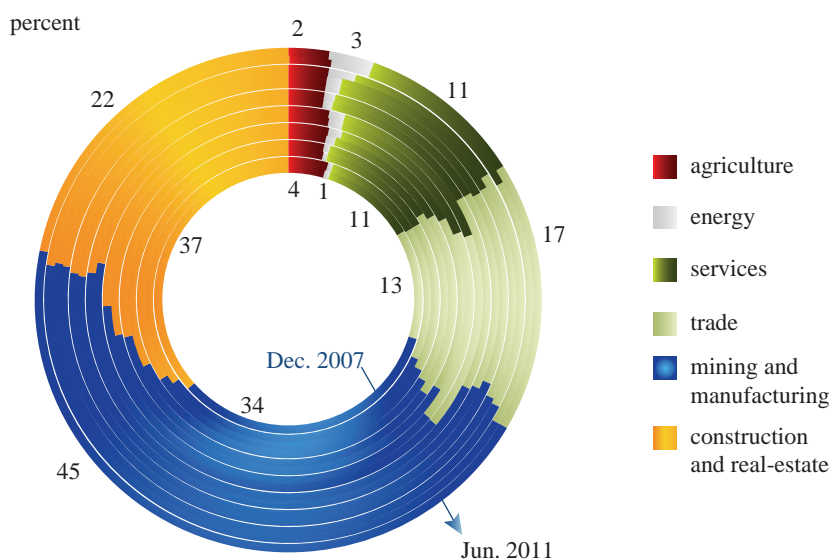 percent
2
3
11
17
45
22
4
1
11
13
34
37
Dec. 2007
Jun. 2011
agriculture
energy
services
trade
mining and
manufacturing
construction
and real-estate